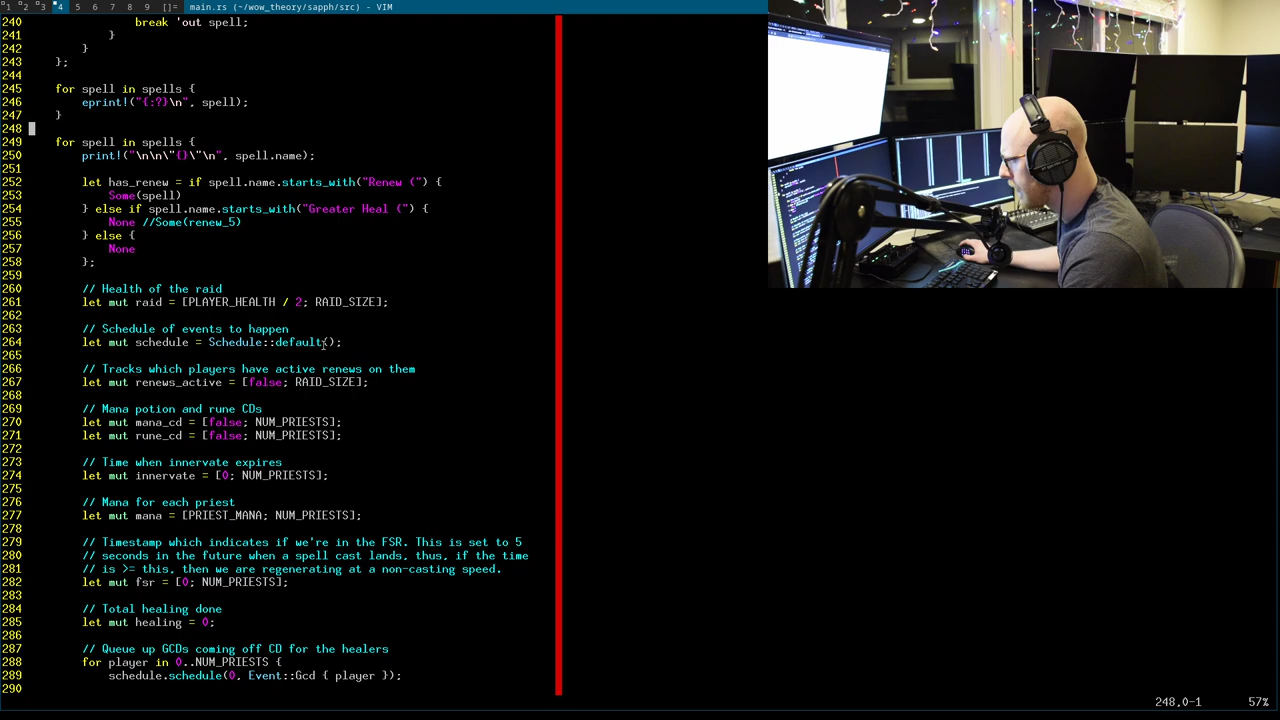 1 2 3 4 5 6 7 8 9 []= main.rs (~/wow_theory/sapph/src) - VIM
240                 break 'out spell;
241             }
242         }
243     };
244
245     for spell in spells {
246         eprint!("{:?}\n", spell);
247     }
248
249     for spell in spells {
250         print!("\n\n\"{}\"\n", spell.name);
251
252         let has_renew = if spell.name.starts_with("Renew (") {
253             Some(spell)
254         } else if spell.name.starts_with("Greater Heal (") {
255             None //Some(renew_5)
256         } else {
257             None
258         };
259
260         // Health of the raid
261         let mut raid = [PLAYER_HEALTH / 2; RAID_SIZE];
262
263         // Schedule of events to happen
264         let mut schedule = Schedule::default();
265
266         // Tracks which players have active renews on them
267         let mut renews_active = [false; RAID_SIZE];
268
269         // Mana potion and rune CDs
270         let mut mana_cd = [false; NUM_PRIESTS];
271         let mut rune_cd = [false; NUM_PRIESTS];
272
273         // Time when innervate expires
274         let mut innervate = [0; NUM_PRIESTS];
275
276         // Mana for each priest
277         let mut mana = [PRIEST_MANA; NUM_PRIESTS];
278
279         // Timestamp which indicates if we're in the FSR. This is set to 5
280         // seconds in the future when a spell cast lands, thus, if the time
281         // is >= this, then we are regenerating at a non-casting speed.
282         let mut fsr = [0; NUM_PRIESTS];
283
284         // Total healing done
285         let mut healing = 0;
286
287         // Queue up GCDs coming off CD for the healers
288         for player in 0..NUM_PRIESTS {
289             schedule.schedule(0, Event::Gcd { player });
290
248,0-1 57%